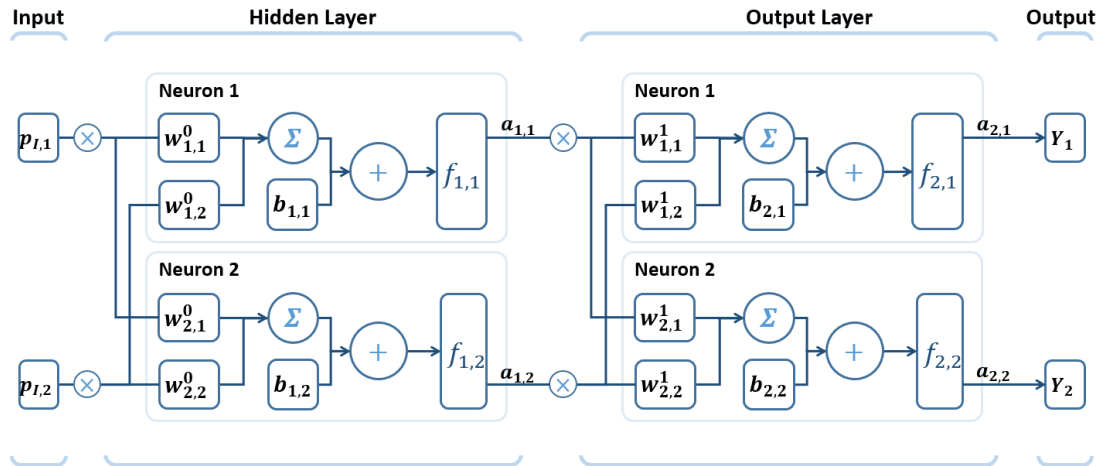 Input Hidden Layer Output Layer Output
Neuron 1 Neuron 1
p_{I,1} × w^0_{1,1} Σ f_{1,1} a_{1,1} × w^1_{1,1} Σ f_{2,1} a_{2,1} Y_1
+ +
w^0_{1,2} b_{1,1} w^1_{1,2} b_{2,1}
Neuron 2 Neuron 2
w^0_{2,1} Σ w^1_{2,1} Σ
+ f_{1,2} + f_{2,2}
p_{I,2} × w^0_{2,2} b_{1,2} a_{1,2} × w^1_{2,2} b_{2,2} a_{2,2} Y_2